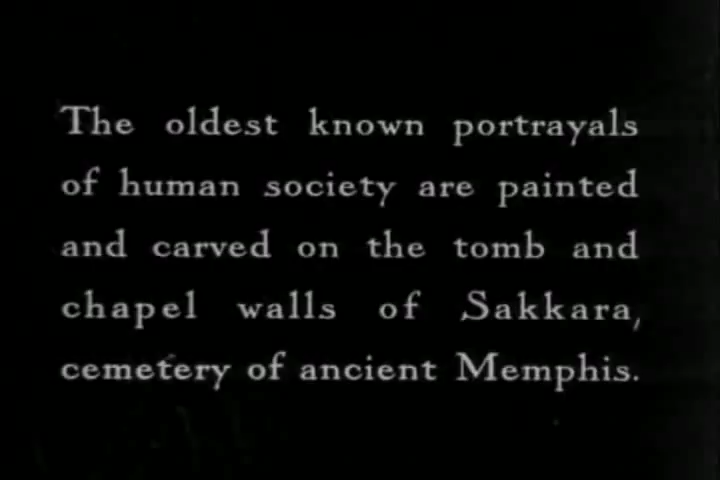 The oldest known portrayals
of human society are painted
and carved on the tomb and
chapel walls of Sakkara,
cemetery of ancient Memphis.